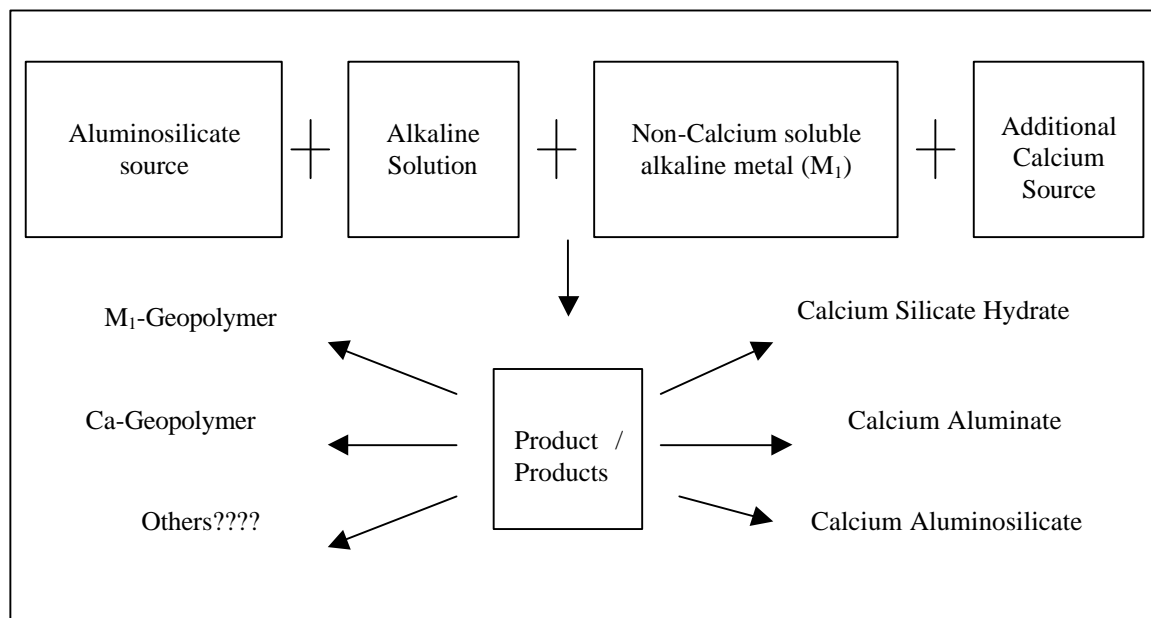 Aluminosilicate
source
Alkaline
Solution
Non-Calcium soluble
alkaline metal (M₁)
Additional
Calcium
Source
M₁-Geopolymer
Ca-Geopolymer
Others????
Product /
Products
Calcium Silicate Hydrate
Calcium Aluminate
Calcium Aluminosilicate